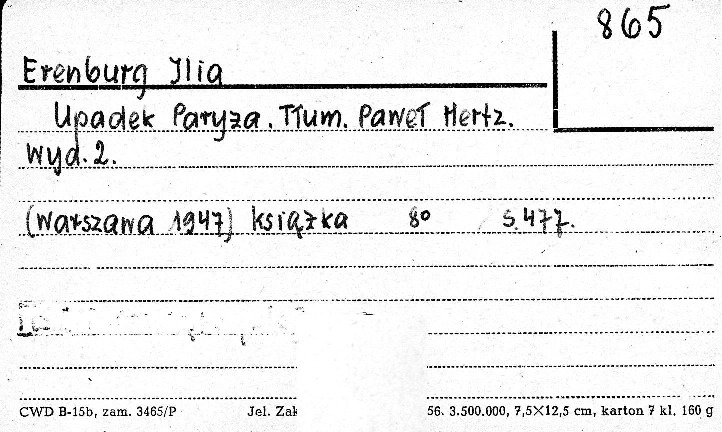 865
Erenburg Ilia
Upadek Paryża. Tłum. Paweł Hertz.
Wyd. 2.
(Warszawa 1947) książka 8° s. 477.
CWD B-15b, zam. 3465/P Jel. Zak 56. 3.500.000, 7,5×12,5 cm, karton 7 kl. 160 g